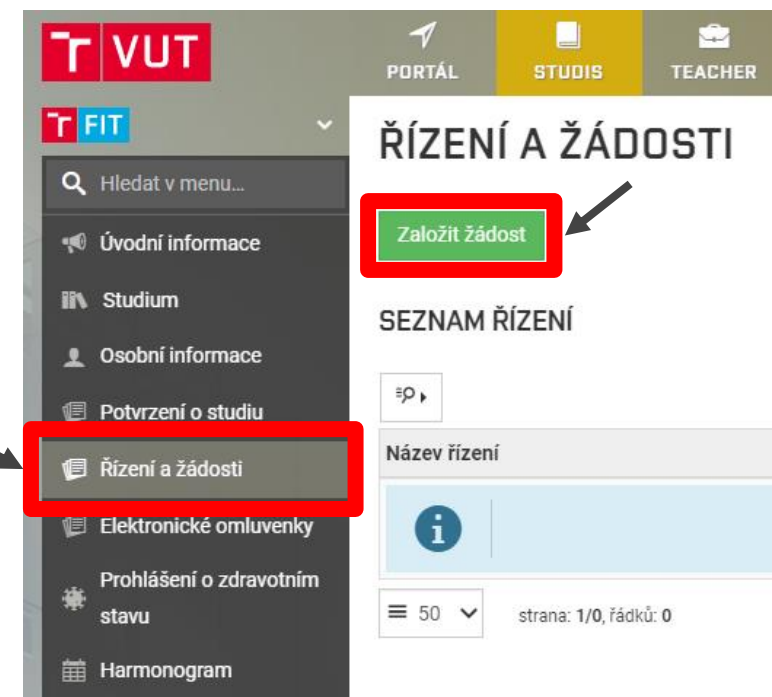 T VUT
PORTÁL
STUDIS
TEACHER
T FIT
Hledat v menu...
Úvodní informace
Studium
Osobní informace
Potvrzení o studiu
Řízení a žádosti
Elektronické omluvenky
Prohlášení o zdravotním
stavu
Harmonogram
ŘÍZENÍ A ŽÁDOSTI
Založit žádost
SEZNAM ŘÍZENÍ
Název řízení
i
50
strana: 1/0, řádků: 0